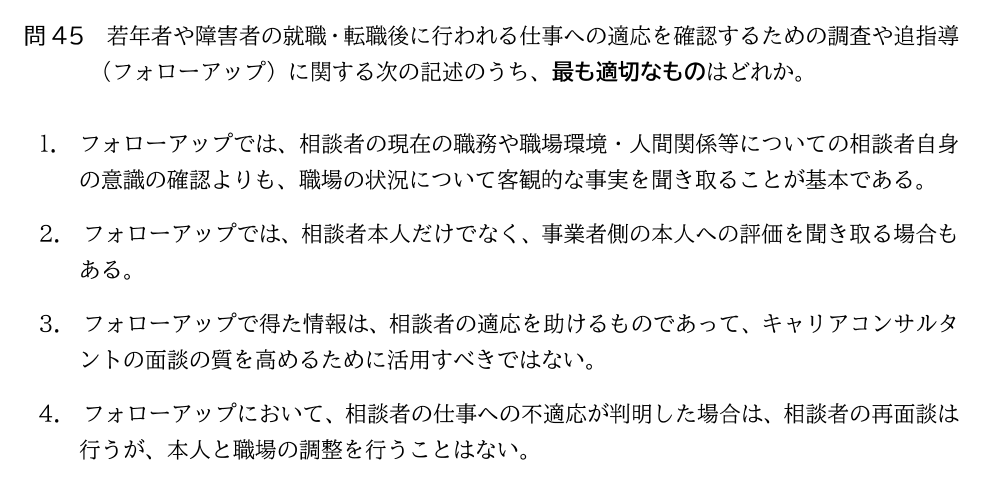 問 45 若年者や障害者の就職・転職後に行われる仕事への適応を確認するための調査や追指導
（フォローアップ）に関する次の記述のうち、最も適切なものはどれか。
1. フォローアップでは、相談者の現在の職務や職場環境・人間関係等についての相談者自身
の意識の確認よりも、職場の状況について客観的な事実を聞き取ることが基本である。
2. フォローアップでは、相談者本人だけでなく、事業者側の本人への評価を聞き取る場合も
ある。
3. フォローアップで得た情報は、相談者の適応を助けるものであって、キャリアコンサルタ
ントの面談の質を高めるために活用すべきではない。
4. フォローアップにおいて、相談者の仕事への不適応が判明した場合は、相談者の再面談は
行うが、本人と職場の調整を行うことはない。